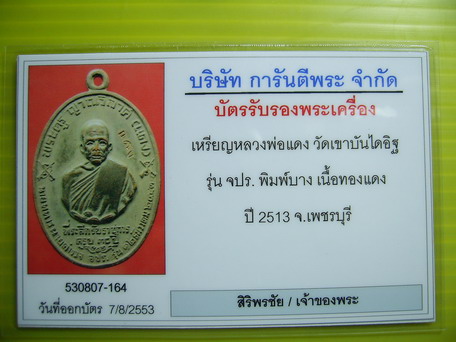 บริษัท การันตีพระ จำกัด
บัตรรับรองพระเครื่อง
เหรียญหลวงพ่อแดง วัดเขาบันไดอิฐ
รุ่น จปร. พิมพ์บาง เนื้อทองแดง
ปี 2513 จ.เพชรบุรี
530807-164
วันที่ออกบัตร 7/8/2553
สิริพรชัย / เจ้าของพระ